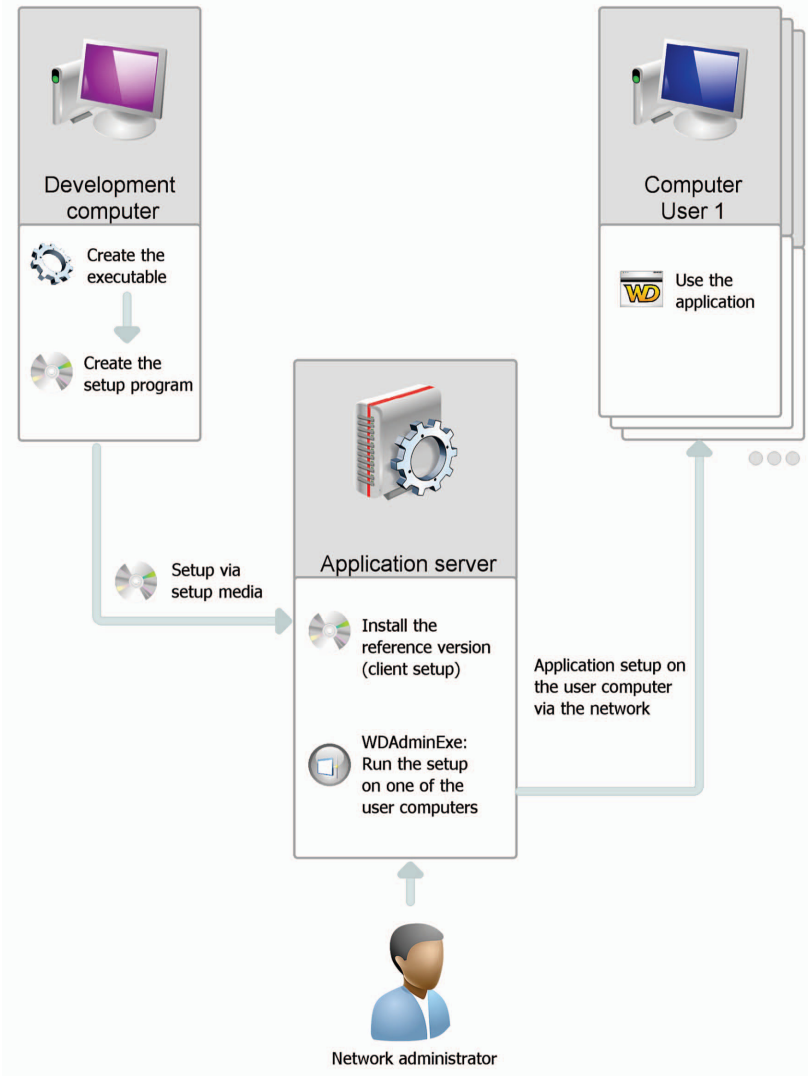 Development
computer
Create the
executable
Create the
setup program
Computer
User 1
Use the
WD
application
Setup via
setup media
Application server
Install the
reference version
(client setup)
WDAdminExe:
Run the setup
on one of the
user computers
Application setup on
the user computer
via the network
Network administrator